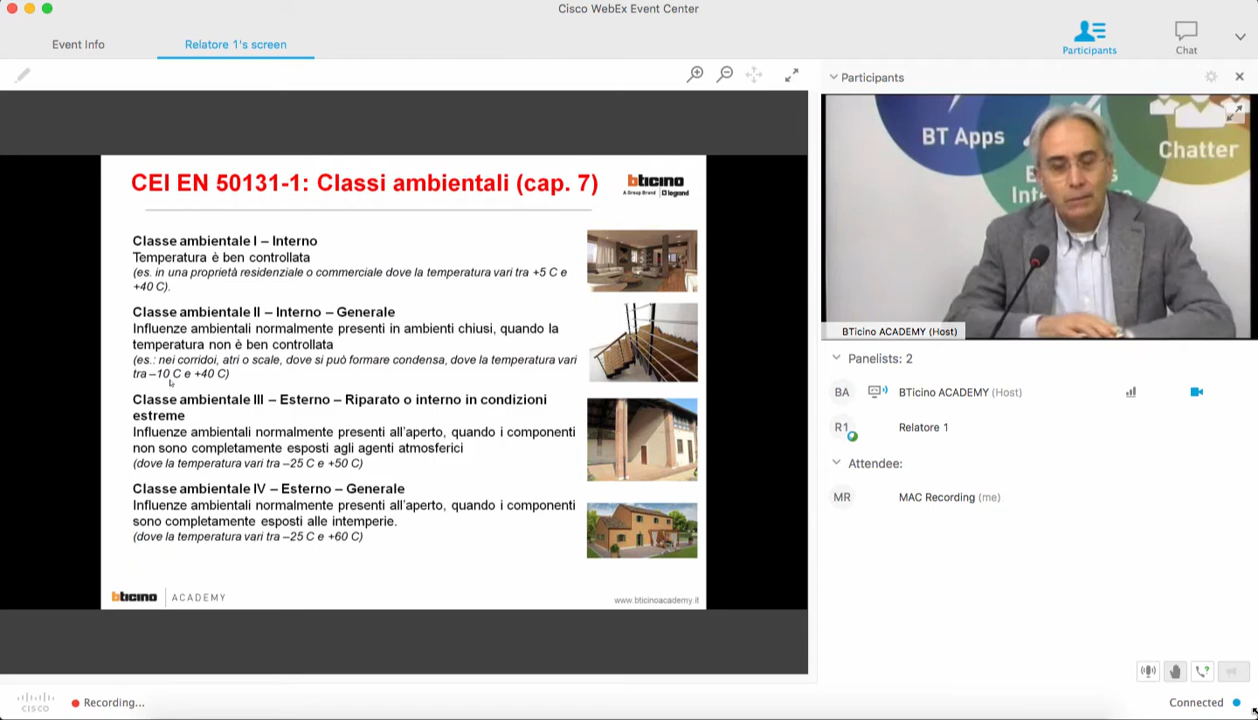 Cisco WebEx Event Center
Event Info
Relatore 1's screen
Participants
Chat
Participants
CEI EN 50131-1: Classi ambientali (cap. 7)
bticino
A Group Brand legrand
Classe ambientale I – Interno
Temperatura è ben controllata
(es. in una proprietà residenziale o commerciale dove la temperatura vari tra +5 C e
+40 C).
Classe ambientale II – Interno – Generale
Influenze ambientali normalmente presenti in ambienti chiusi, quando la
temperatura non è ben controllata
(es.: nei corridoi, atri o scale, dove si può formare condensa, dove la temperatura vari
tra –10 C e +40 C)
Classe ambientale III – Esterno – Riparato o interno in condizioni
estreme
Influenze ambientali normalmente presenti all'aperto, quando i componenti
non sono completamente esposti agli agenti atmosferici
(dove la temperatura vari tra –25 C e +50 C)
Classe ambientale IV – Esterno – Generale
Influenze ambientali normalmente presenti all'aperto, quando i componenti
sono completamente esposti alle intemperie.
(dove la temperatura vari tra –25 C e +60 C)
bticino ACADEMY
www.bticinoacademy.it
BT Apps
Chatter
BTicino ACADEMY (Host)
Panelists: 2
BA BTicino ACADEMY (Host)
R1 Relatore 1
Attendee:
MR MAC Recording (me)
CISCO
Recording...
Connected